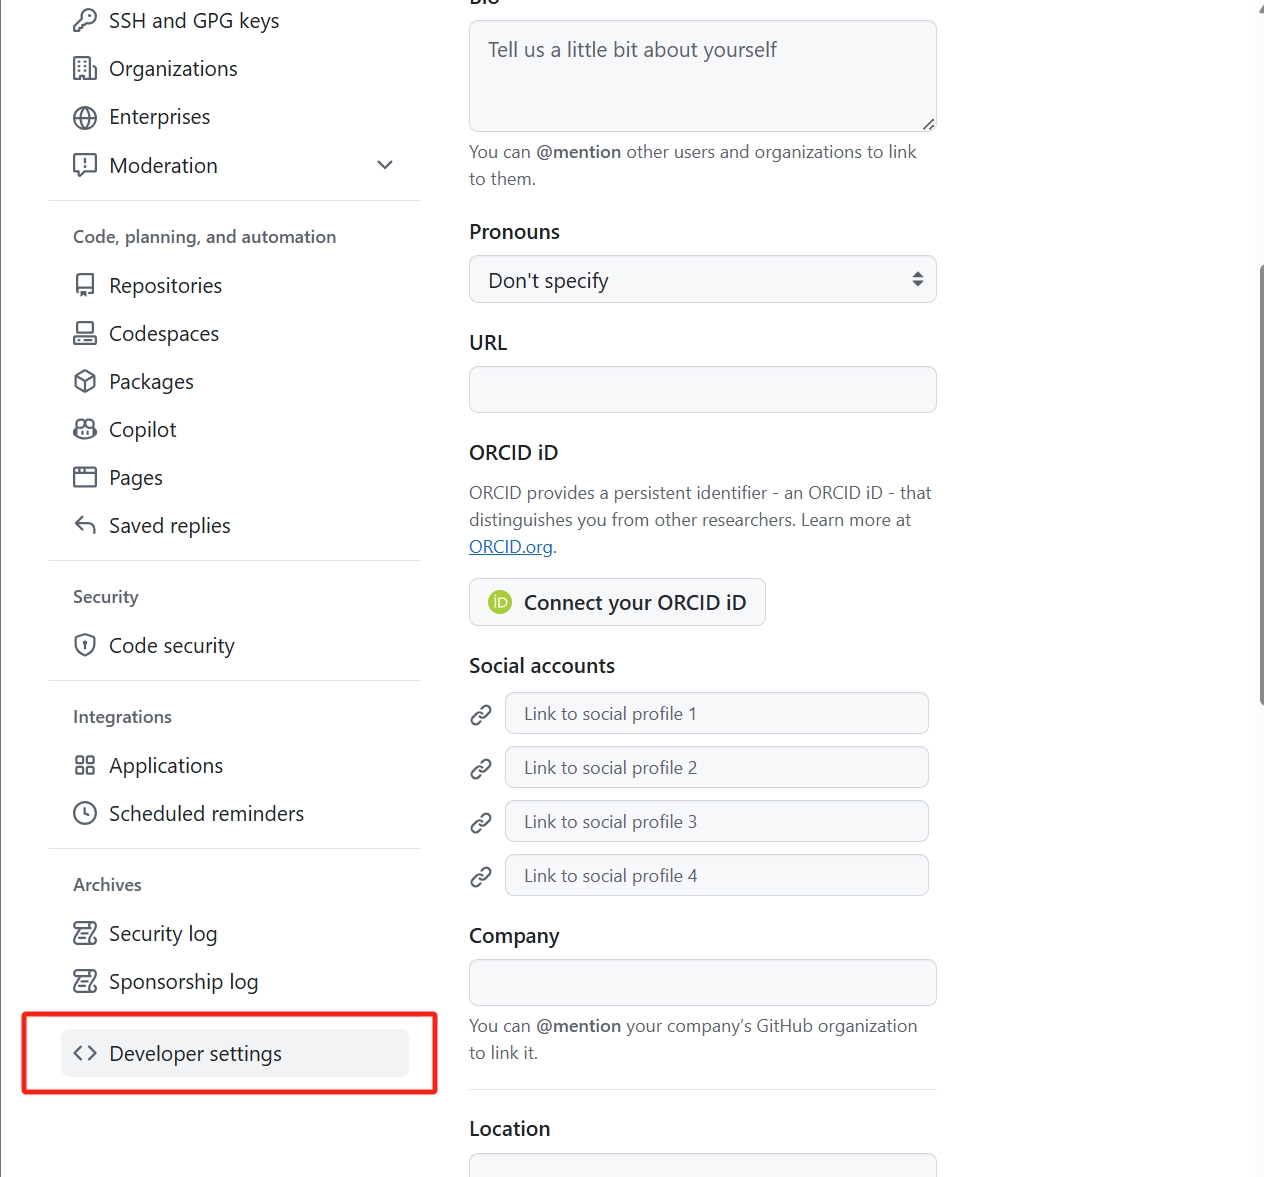 SSH and GPG keys
Organizations
Enterprises
Moderation
Code, planning, and automation
Repositories
Codespaces
Packages
Copilot
Pages
Saved replies
Security
Code security
Integrations
Applications
Scheduled reminders
Archives
Security log
Sponsorship log
Developer settings
Tell us a little bit about yourself
You can @mention other users and organizations to link
to them.
Pronouns
Don't specify
URL
ORCID iD
ORCID provides a persistent identifier - an ORCID iD - that
distinguishes you from other researchers. Learn more at
ORCID.org.
iD Connect your ORCID iD
Social accounts
Link to social profile 1
Link to social profile 2
Link to social profile 3
Link to social profile 4
Company
You can @mention your company’s GitHub organization
to link it.
Location